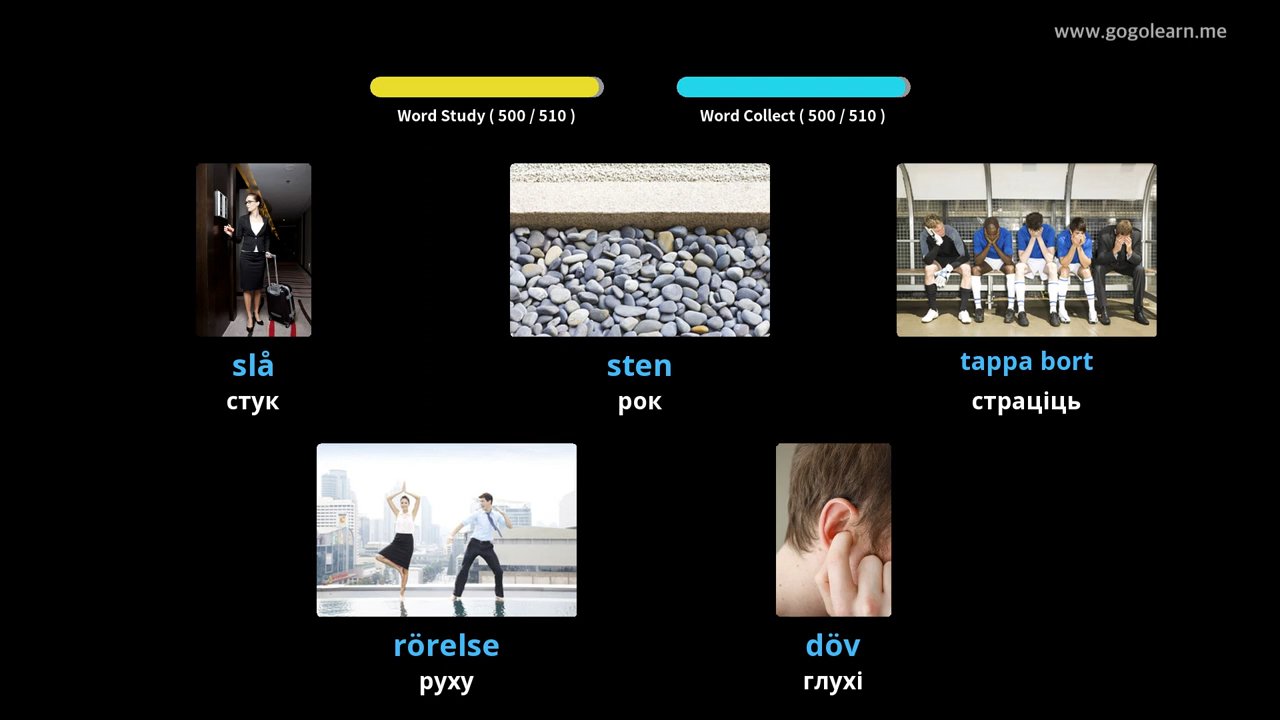 www.gogolearn.me
Word Study ( 500 / 510 )
Word Collect ( 500 / 510 )
slå
стук
sten
рок
tappa bort
страціць
rörelse
руху
döv
глухі